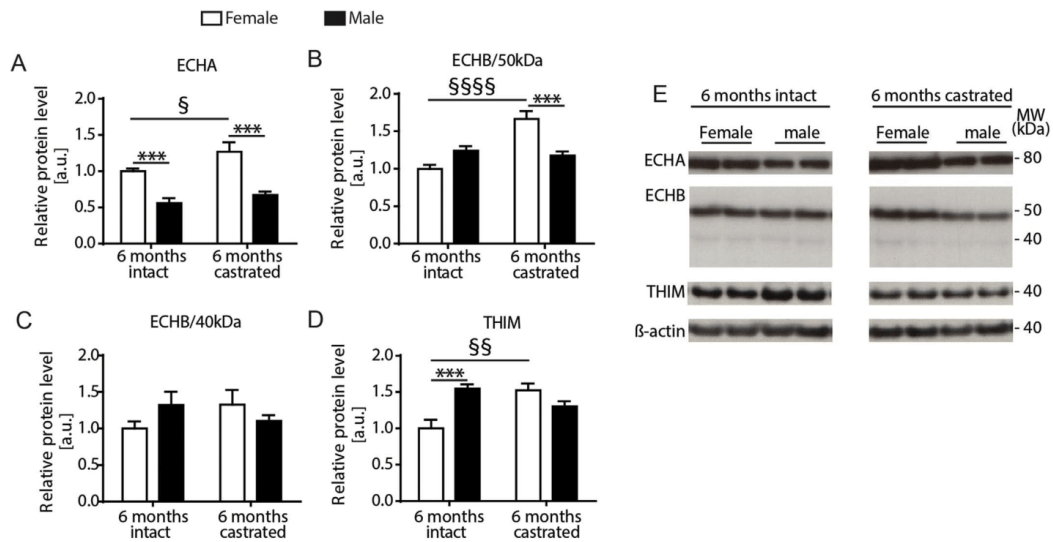 Female Male
A
ECHA
Relative protein level
[a.u.]
2.0
1.5
1.0
0.5
0.0
§
***
***
6 months
intact
6 months
castrated
B
ECHB/50kDa
Relative protein level
[a.u.]
2.0
1.5
1.0
0.5
0.0
§§§§
***
6 months
intact
6 months
castrated
C
ECHB/40kDa
Relative protein level
[a.u.]
2.0
1.5
1.0
0.5
0.0
6 months
intact
6 months
castrated
D
THIM
Relative protein level
[a.u.]
2.0
1.5
1.0
0.5
0.0
§§
***
6 months
intact
6 months
castrated
E
6 months intact 6 months castrated
MW
(kDa)
Female male Female male
ECHA - 80
ECHB
- 50
- 40
THIM - 40
ß-actin - 40